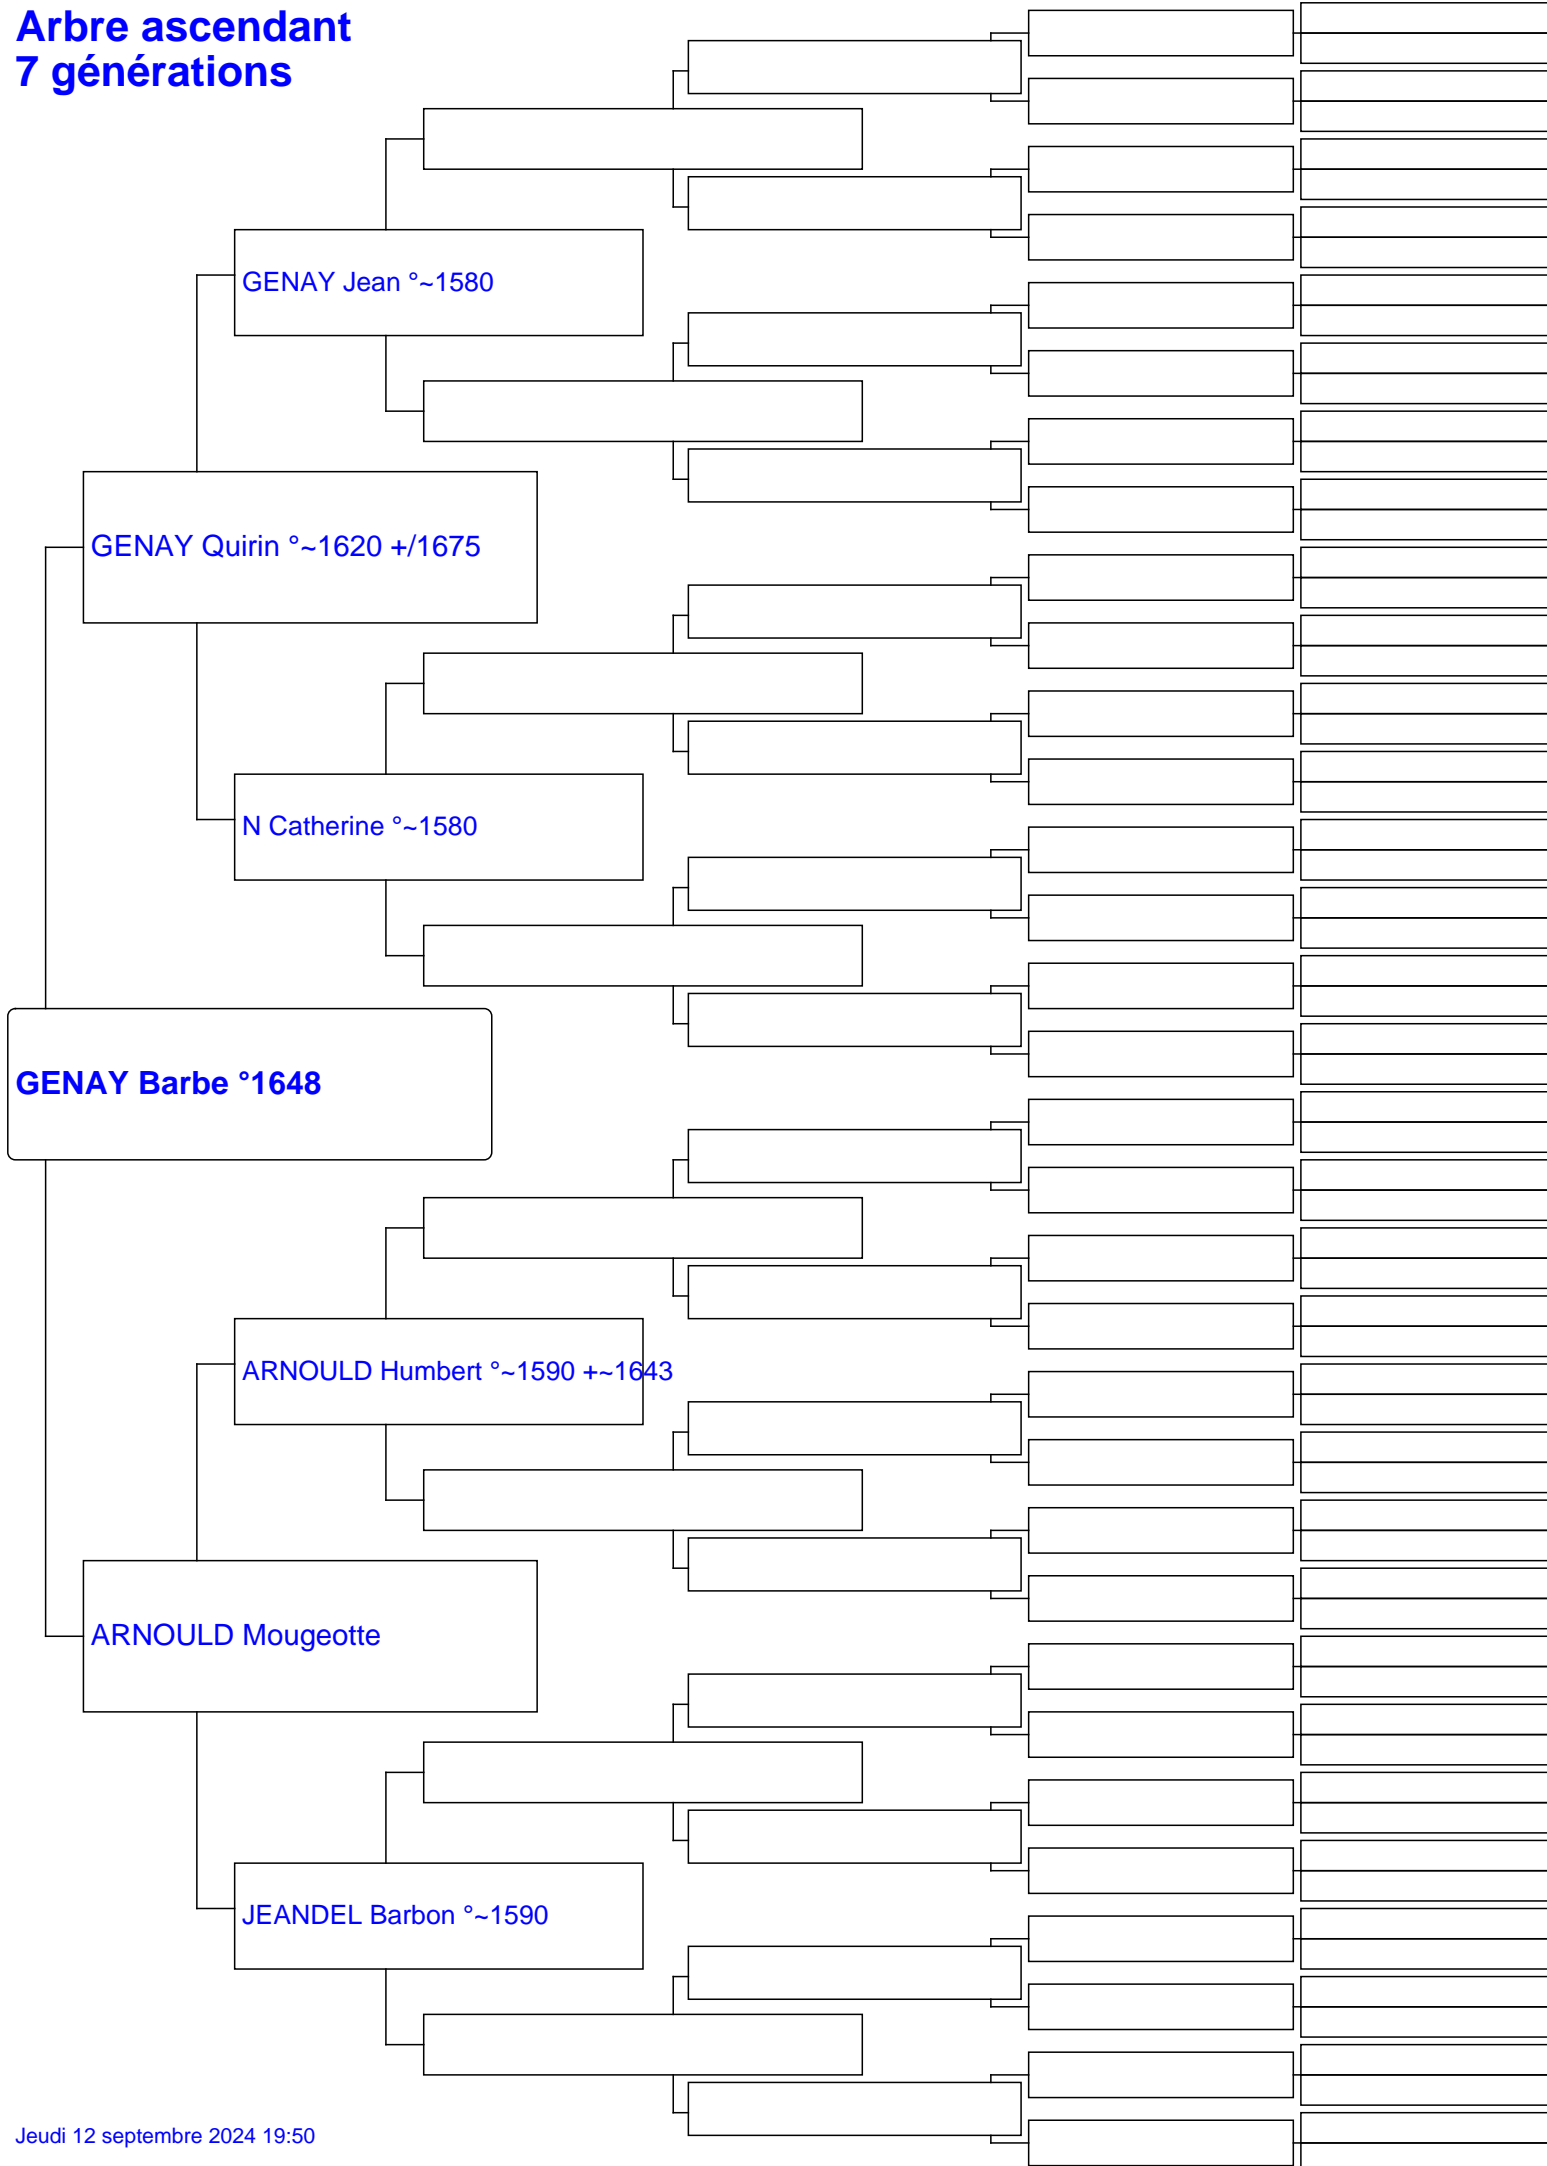 Arbre ascendant
7 générations
GENAY Jean °~1580
GENAY Quirin °~1620 +/1675
N Catherine °~1580
GENAY Barbe °1648
ARNOULD Humbert °~1590 +~1643
ARNOULD Mougeotte
JEANDEL Barbon °~1590
Jeudi 12 septembre 2024 19:50